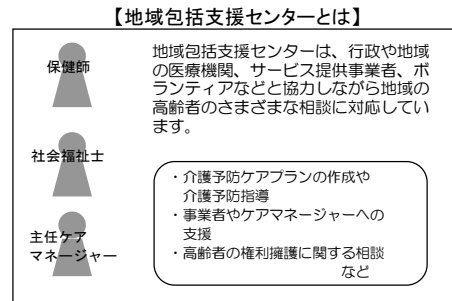 【地域包括支援センターとは】
保健師
地域包括支援センターは、行政や地域
の医療機関、サービス提供事業者、ボ
ランティアなどと協力しながら地域の
高齢者のさまざまな相談に対応してい
ます。
社会福祉士
・介護予防ケアプランの作成や
介護予防指導
・事業者やケアマネージャーへの
支援
・高齢者の権利擁護に関する相談
など
主任ケア
マネージャー